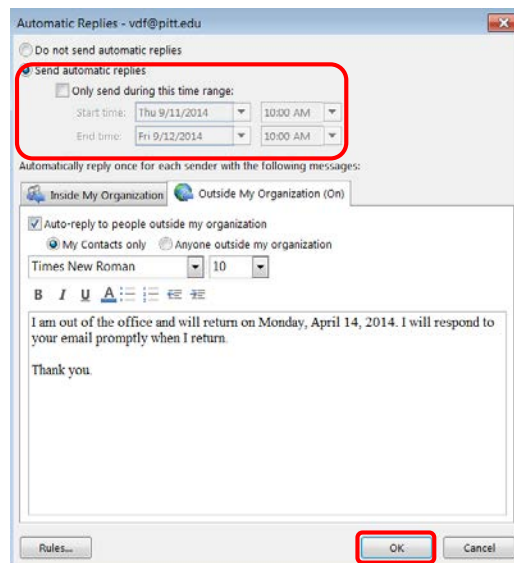 Automatic Replies - vdf@pitt.edu
Do not send automatic replies
Send automatic replies
Only send during this time range:
Start time: Thu 9/11/2014 10:00 AM
End time: Fri 9/12/2014 10:00 AM
Automatically reply once for each sender with the following messages:
Inside My Organization Outside My Organization (On)
Auto-reply to people outside my organization
My Contacts only Anyone outside my organization
Times New Roman 10
B I U A
I am out of the office and will return on Monday, April 14, 2014. I will respond to
your email promptly when I return.
Thank you.
Rules... OK Cancel